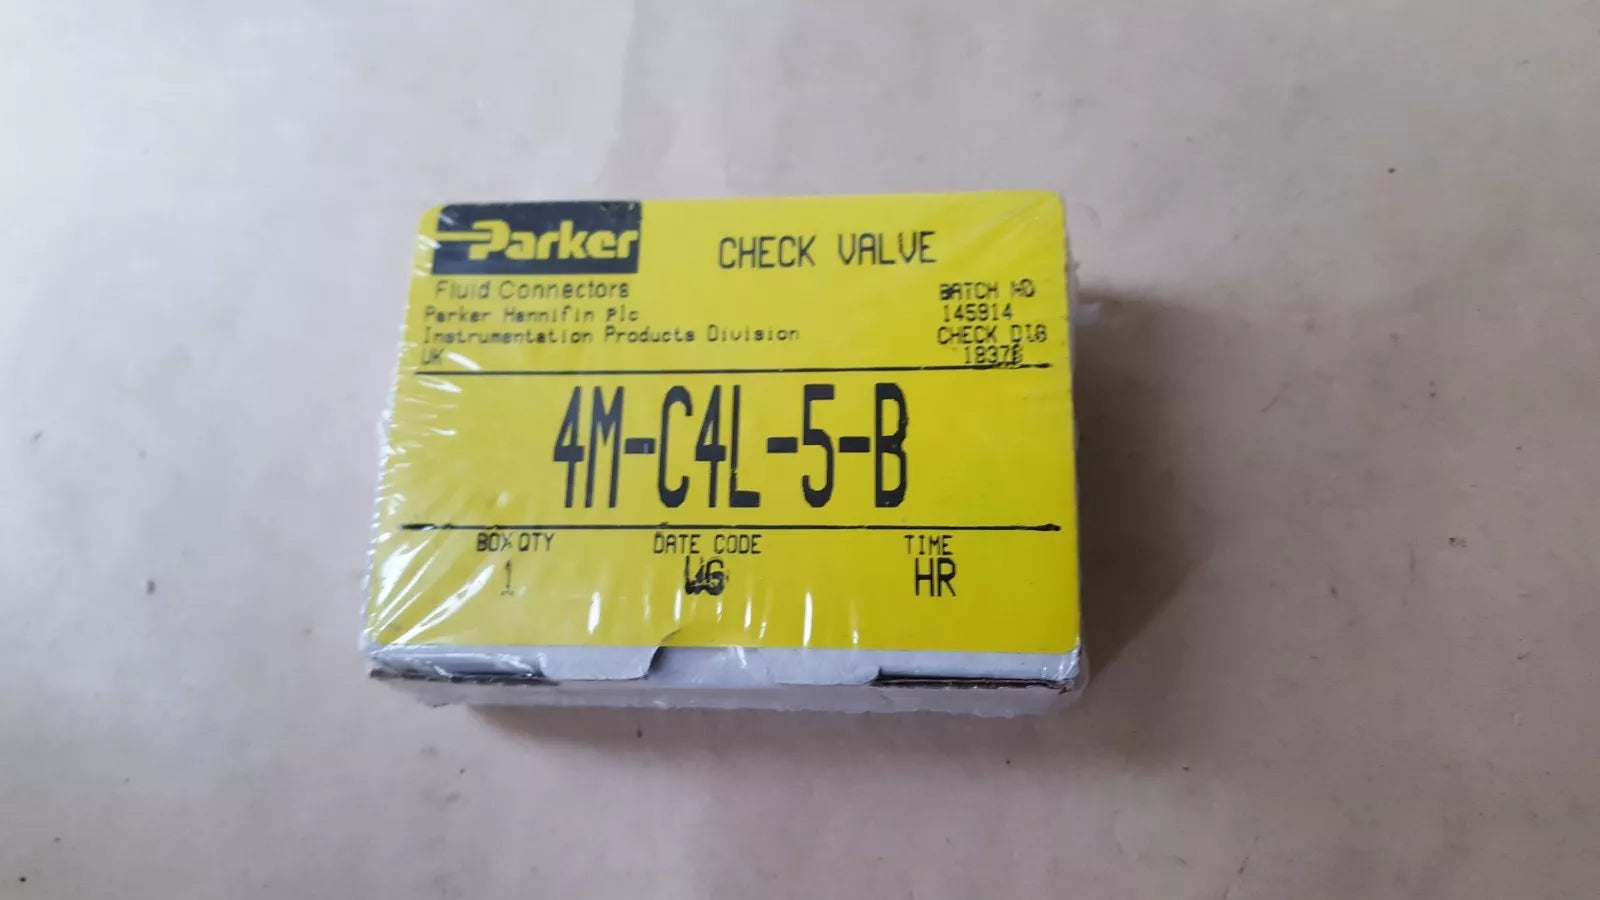 Parker
CHECK VALVE
Fluid Connectors
Parker Hannifin Plc
Instrumentation Products Division
UK
BATCH NO
145914
CHECK DIG
4M-C4L-5-B
BOX QTY
1
DATE CODE
TIME
HR